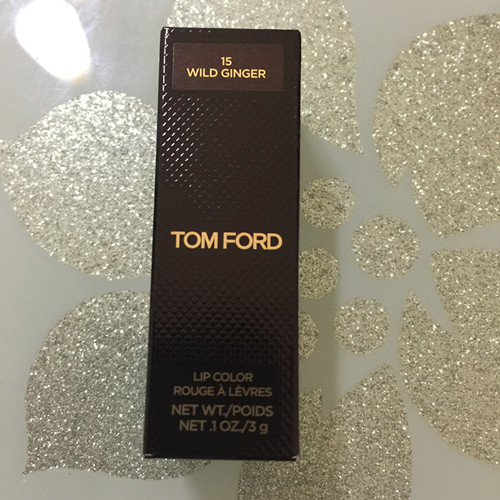 15
WILD GINGER
TOM FORD
LIP COLOR
ROUGE À LÈVRES
NET WT./POIDS
NET .1 OZ./3 g